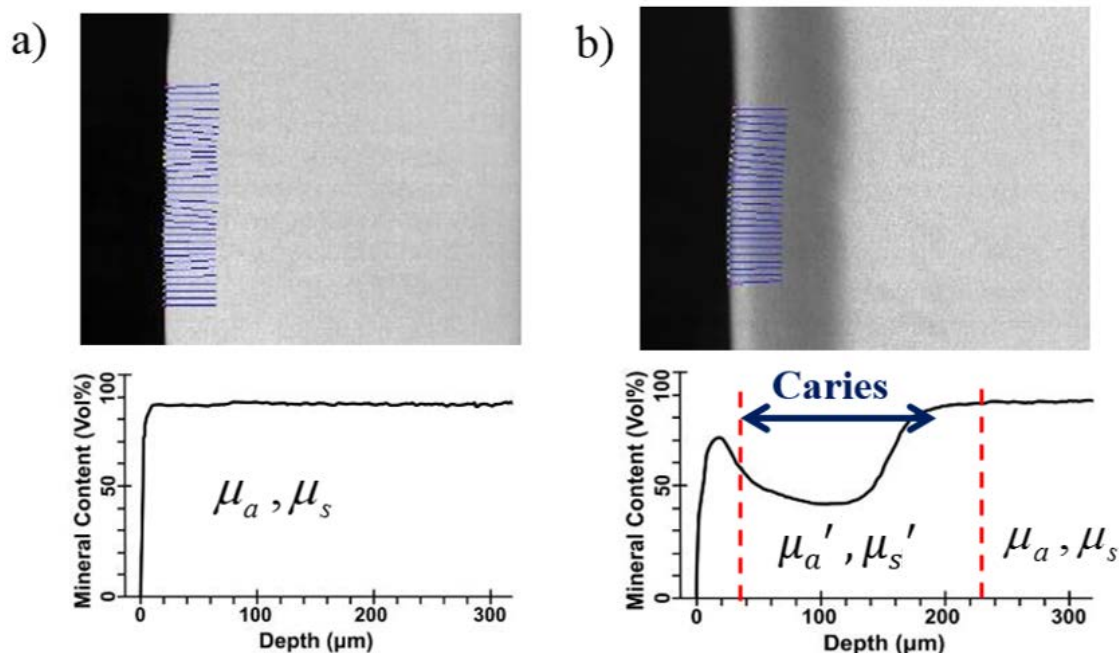 a)
100
50
0
Mineral Content (Vol%)
μₐ , μₛ
0 100 200 300
Depth (µm)
b)
100
50
0
Mineral Content (Vol%)
Caries
μₐ′ , μₛ′
μₐ , μₛ
0 100 200 300
Depth (µm)